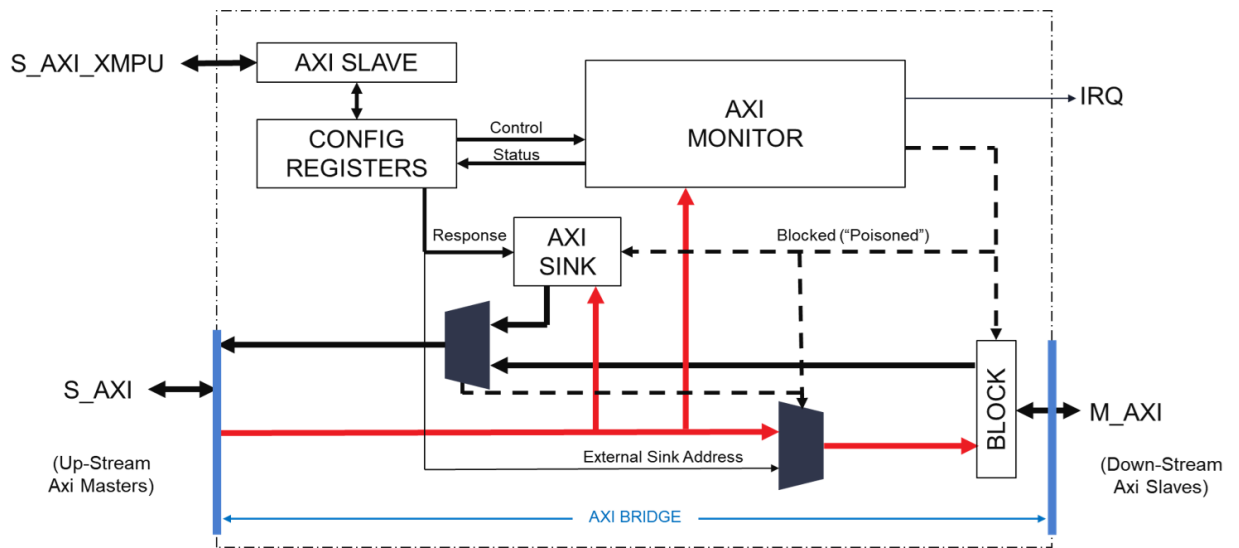 S_AXI_XMPU
AXI SLAVE
CONFIG
REGISTERS
Control
Status
AXI
MONITOR
IRQ
Response
AXI
SINK
Blocked (“Poisoned”)
S_AXI
(Up-Stream
Axi Masters)
External Sink Address
BLOCK
M_AXI
(Down-Stream
Axi Slaves)
AXI BRIDGE